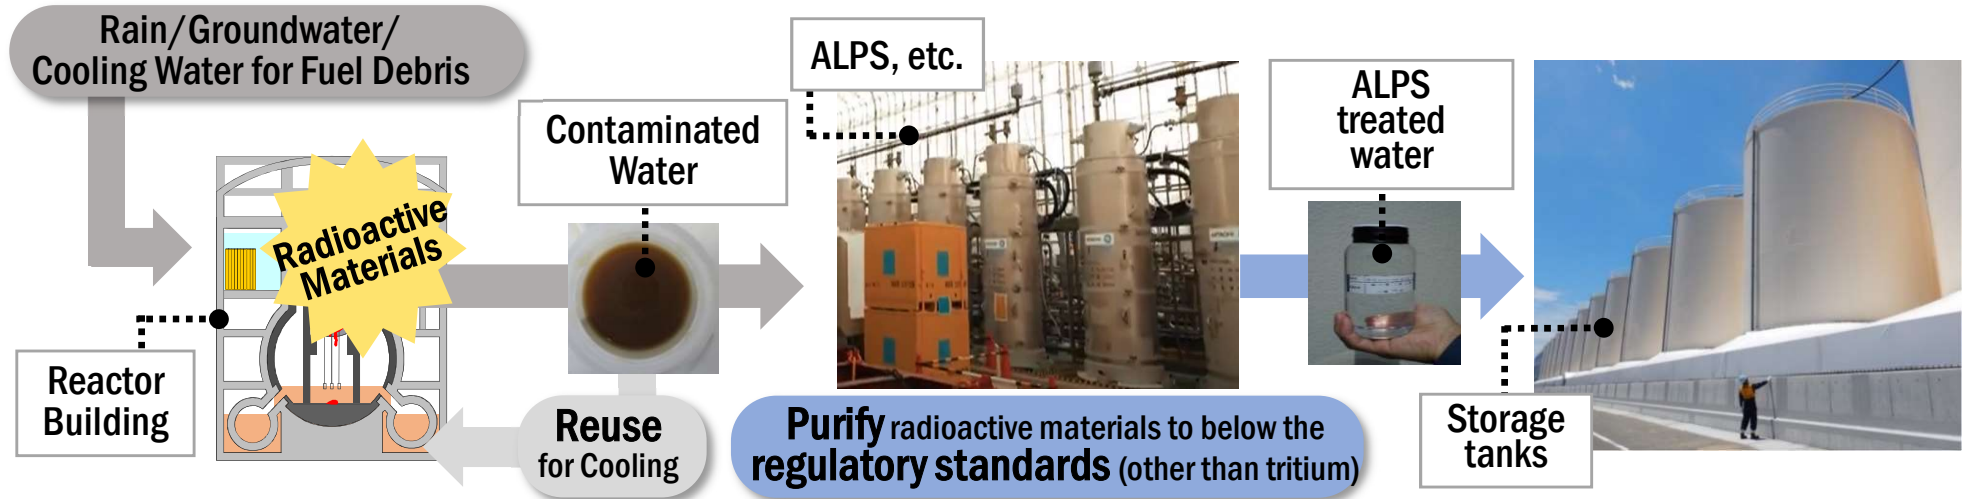 Rain/Groundwater/
Cooling Water for Fuel Debris
Radioactive
Materials
Reactor
Building
Contaminated
Water
Reuse
for Cooling
ALPS, etc.
Purify radioactive materials to below the
regulatory standards (other than tritium)
ALPS
treated
water
Storage
tanks